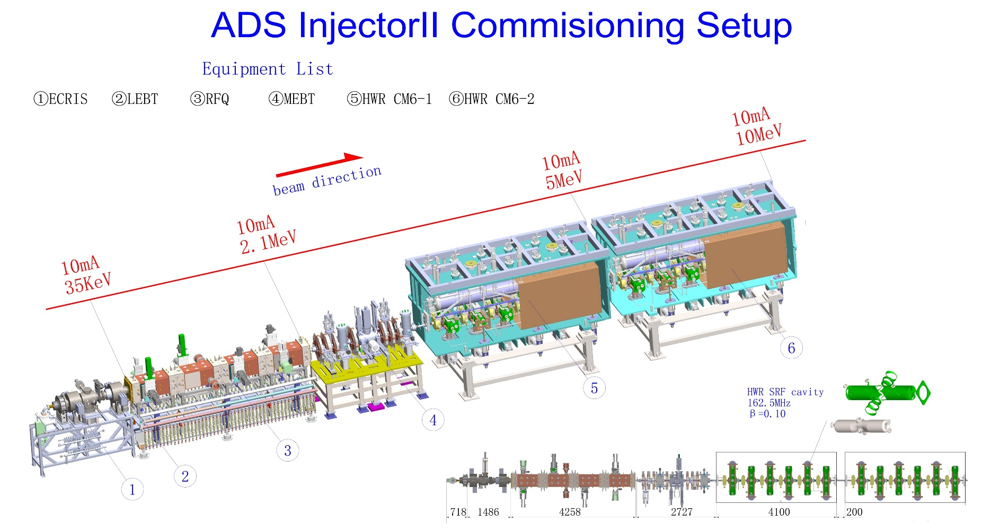 ADS InjectorII Commisioning Setup
Equipment List
①ECRIS ②LEBT ③RFQ ④MEBT ⑤HWR CM6-1 ⑥HWR CM6-2
10mA
10MeV
10mA
5MeV
beam direction
10mA
2.1MeV
10mA
35KeV
6
5
4
3
2
1
HWR SRF cavity
162.5MHz
β=0.10
718 1486 4258 2727 4100 200